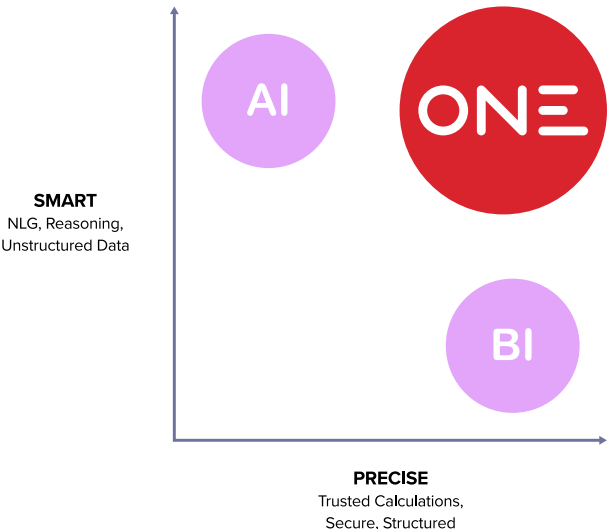 AI
ONE
SMART
NLG, Reasoning,
Unstructured Data
BI
PRECISE
Trusted Calculations,
Secure, Structured